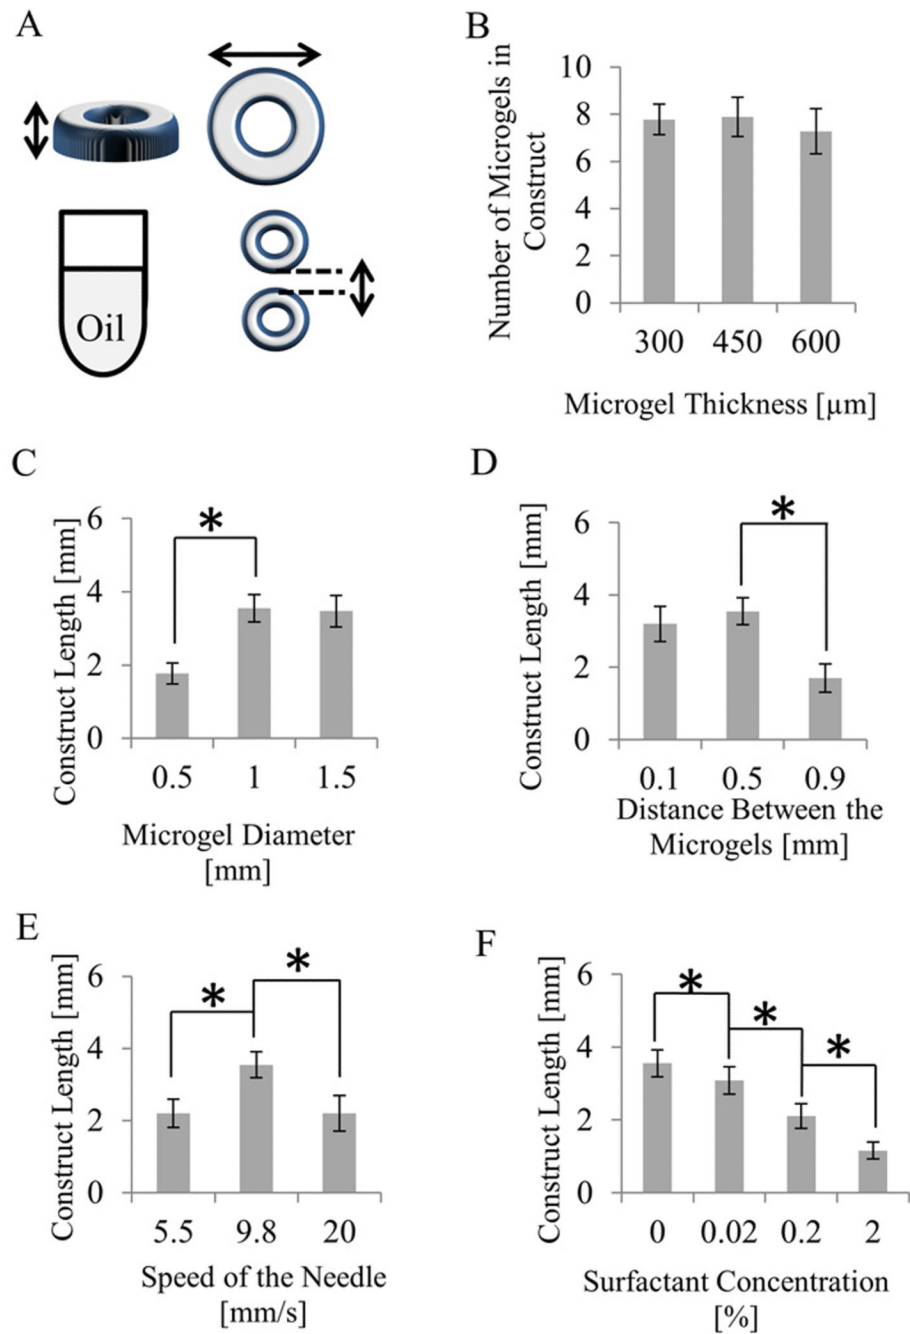 A
Oil
B
Number of Microgels in
Construct
10
8
6
4
2
0
300 450 600
Microgel Thickness [µm]
C
Construct Length [mm]
6
4
2
0
*
0.5 1 1.5
Microgel Diameter
[mm]
D
Construct Length [mm]
6
4
2
0
*
0.1 0.5 0.9
Distance Between the
Microgels [mm]
E
Construct Length [mm]
6
4
2
0
* *
5.5 9.8 20
Speed of the Needle
[mm/s]
F
Construct Length [mm]
6
4
2
0
* * *
0 0.02 0.2 2
Surfactant Concentration
[%]